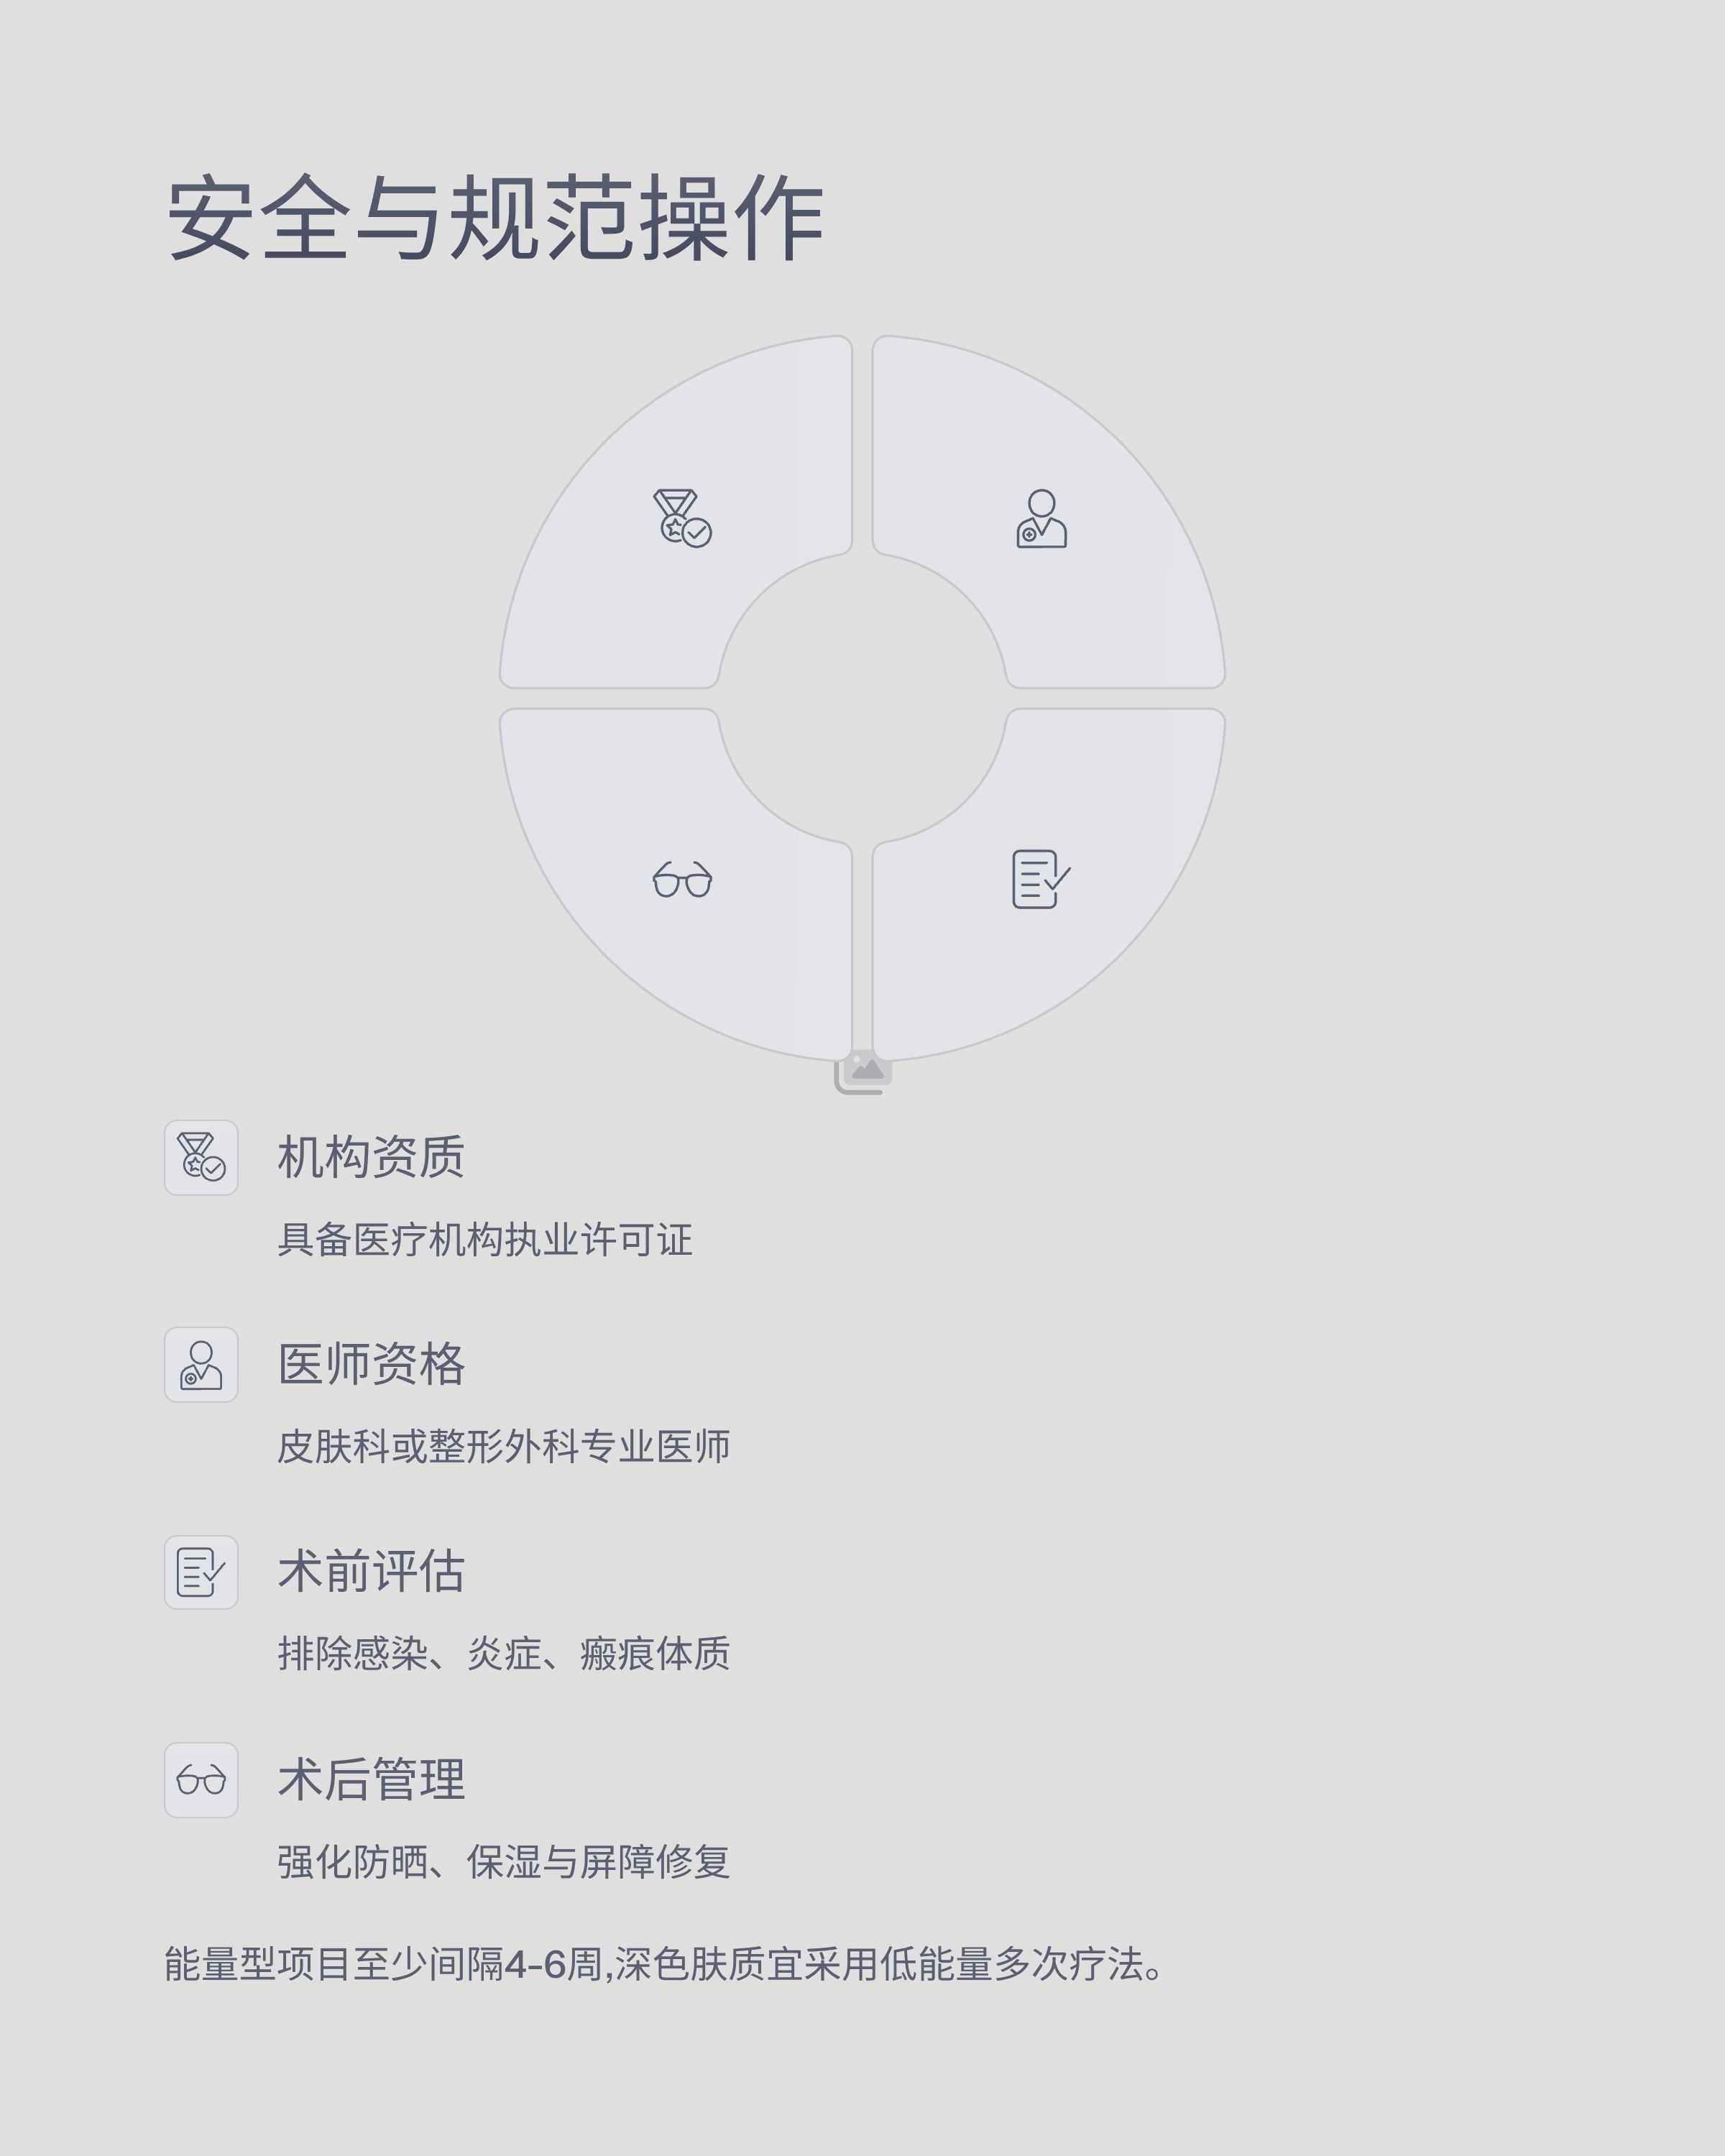 安全与规范操作
机构资质
具备医疗机构执业许可证
医师资格
皮肤科或整形外科专业医师
术前评估
排除感染、炎症、瘢痕体质
术后管理
强化防晒、保湿与屏障修复
能量型项目至少间隔4-6周,深色肤质宜采用低能量多次疗法。